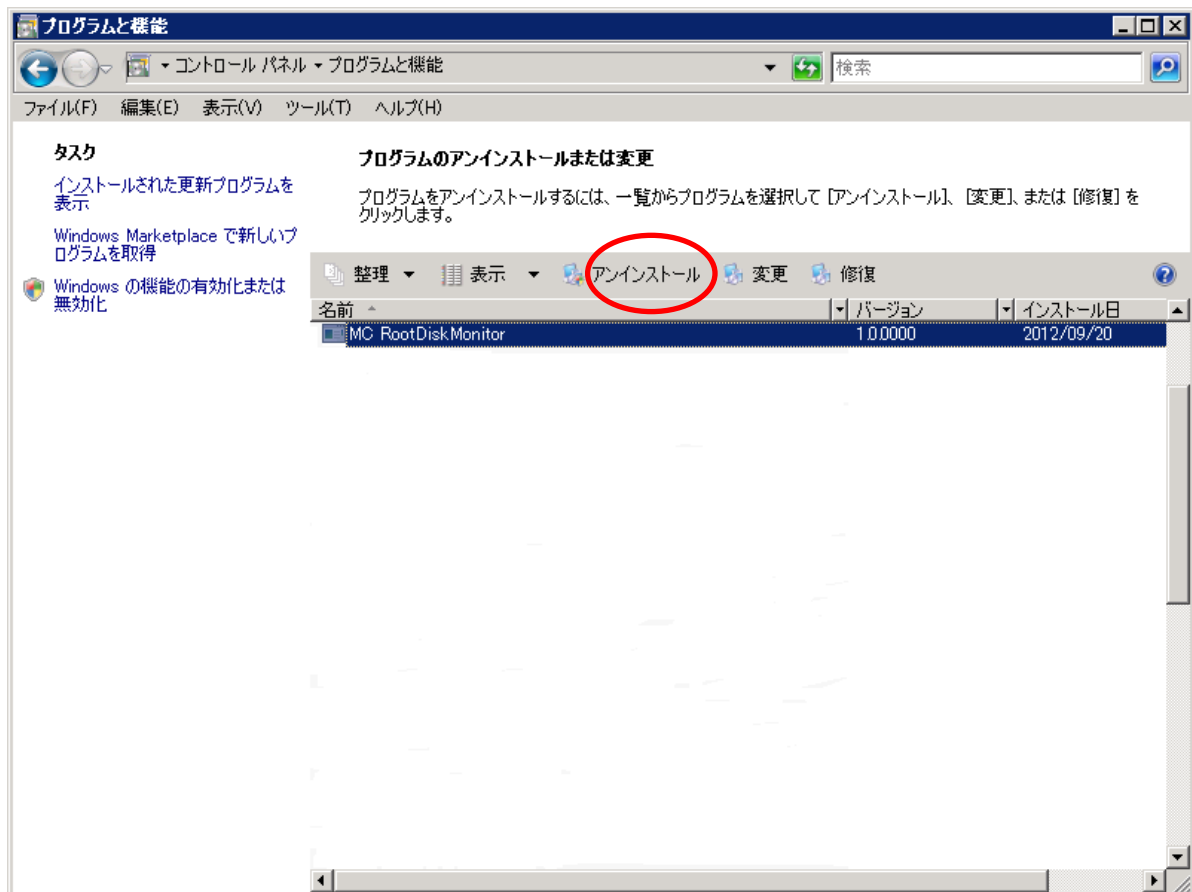 プログラムと機能
コントロール パネル プログラムと機能
検索
ファイル(F) 編集(E) 表示(V) ツール(T) ヘルプ(H)
タスク
インストールされた更新プログラムを
表示
Windows Marketplace で新しいプ
ログラムを取得
Windows の機能の有効化または
無効化
プログラムのアンインストールまたは変更
プログラムをアンインストールするには、一覧からプログラムを選択して [アンインストール]、[変更]、または [修復] を
クリックします。
整理 表示 アンインストール 変更 修復
名前 バージョン インストール日
MC RootDiskMonitor 1.0.0000 2012/09/20